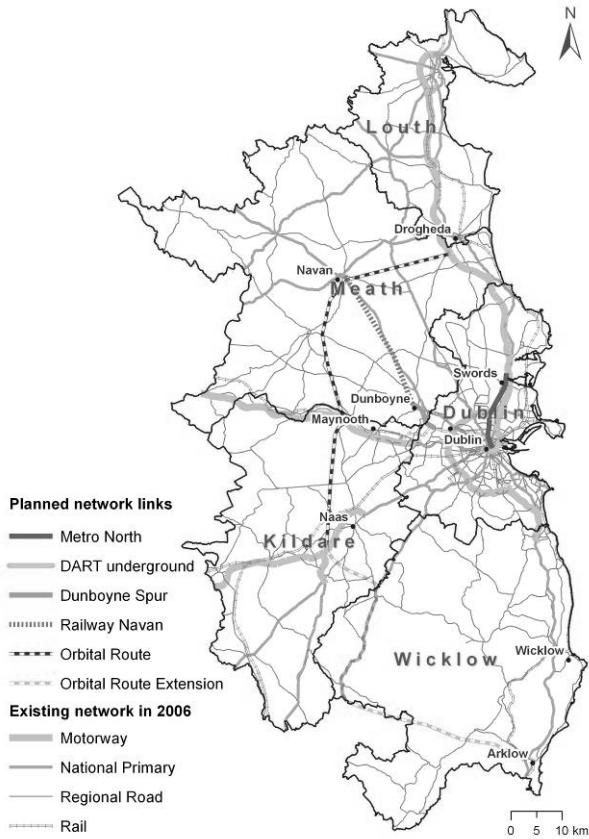 N
Louth
Drogheda
Navan
Meath
Swords
Dunboyne
Dublin
Maynooth
Dublin
Naas
Kildare
Wicklow
Wicklow
Arklow
Planned network links
Metro North
DART underground
Dunboyne Spur
Railway Navan
Orbital Route
Orbital Route Extension
Existing network in 2006
Motorway
National Primary
Regional Road
Rail
0 5 10 km